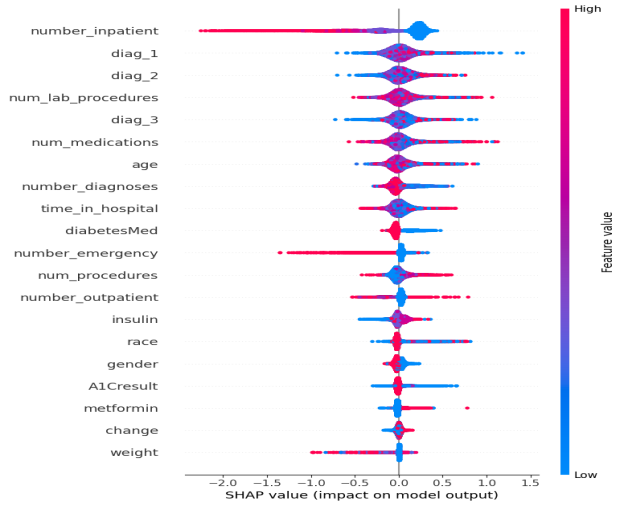 High
number_inpatient
diag_1
diag_2
num_lab_procedures
diag_3
num_medications
age
number_diagnoses
time_in_hospital
diabetesMed
number_emergency
num_procedures
number_outpatient
insulin
race
gender
A1Cresult
metformin
change
weight
Feature value
Low
−2.0 −1.5 −1.0 −0.5 0.0 0.5 1.0 1.5
SHAP value (impact on model output)